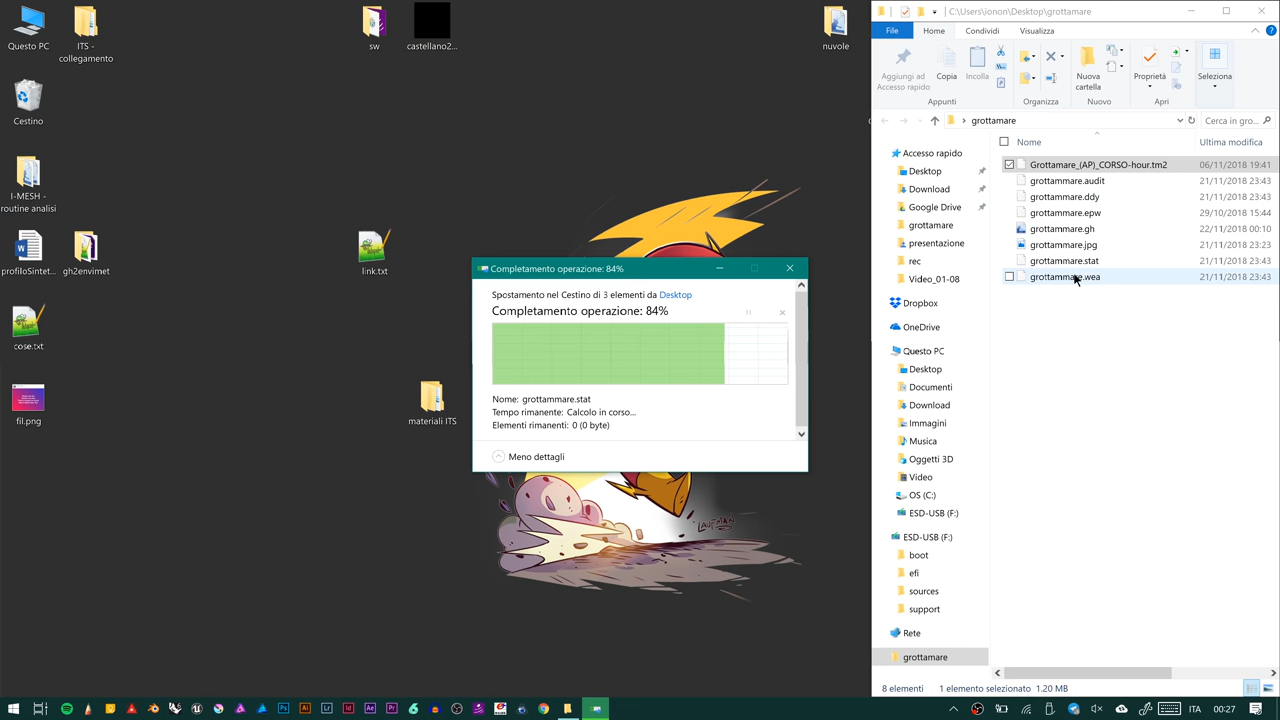 Questo PC
ITS -
collegamento
sw
castellano2...
nuvole
Cestino
I-MESH -
routine analisi
profiloSintet...
gh2envimet
link.txt
cose.txt
fil.png
materiali ITS
Completamento operazione: 84%
Spostamento nel Cestino di 3 elementi da Desktop
Completamento operazione: 84%
Nome: grottammare.stat
Tempo rimanente: Calcolo in corso...
Elementi rimanenti: 0 (0 byte)
Meno dettagli
C:\Users\ionon\Desktop\grottamare
File
Home
Condividi
Visualizza
Aggiungi ad
Accesso rapido
Copia
Incolla
Nuova
cartella
Proprietà
Seleziona
Appunti
Organizza
Nuovo
Apri
grottamare
Cerca in gro...
Nome
Ultima modifica
Accesso rapido
Desktop
Download
Google Drive
grottamare
presentazione
rec
Video_01-08
Dropbox
OneDrive
Questo PC
Desktop
Documenti
Download
Immagini
Musica
Oggetti 3D
Video
OS (C:)
ESD-USB (F:)
ESD-USB (F:)
boot
efi
sources
support
Rete
grottamare
Grottamare_(AP)_CORSO-hour.tm2 06/11/2018 19:41
grottammare.audit 21/11/2018 23:43
grottammare.ddy 21/11/2018 23:43
grottammare.epw 29/10/2018 15:44
grottammare.gh 22/11/2018 00:10
grottammare.jpg 21/11/2018 23:23
grottammare.stat 21/11/2018 23:43
grottammare.wea 21/11/2018 23:43
8 elementi 1 elemento selezionato 1.20 MB
Ps
Ai
Lr
Id
Ae
Pr
ITA
00:27